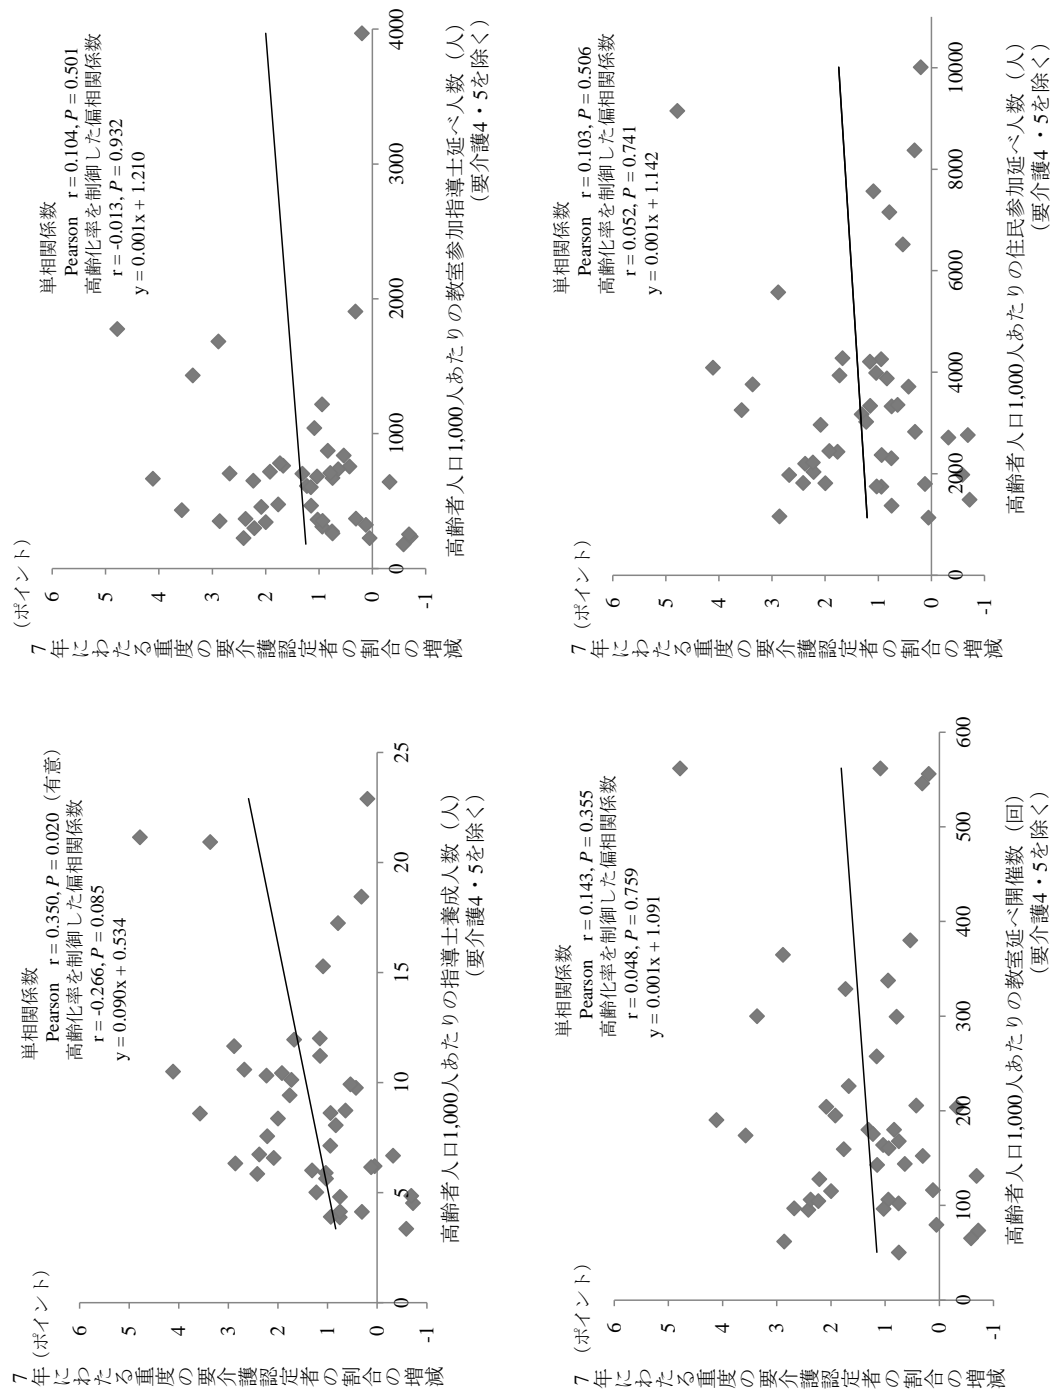 7年にわたる重度の要介護認定者の割合の増減
(ポイント)
単相関係数
Pearson r = 0.350, P = 0.020 (有意)
高齢化率を制御した偏相関係数
r = -0.266, P = 0.085
y = 0.090x + 0.534
6
5
4
3
2
1
0
-1
0 5 10 15 20 25
高齢者人口1,000人あたりの指導士養成人数（人）
（要介護4・5を除く）
7年にわたる重度の要介護認定者の割合の増減
(ポイント)
単相関係数
Pearson r = 0.104, P = 0.501
高齢化率を制御した偏相関係数
r = -0.013, P = 0.932
y = 0.001x + 1.210
6
5
4
3
2
1
0
-1
0 1000 2000 3000 4000
高齢者人口1,000人あたりの教室参加指導士延べ人数（人）
（要介護4・5を除く）
7年にわたる重度の要介護認定者の割合の増減
(ポイント)
単相関係数
Pearson r = 0.143, P = 0.355
高齢化率を制御した偏相関係数
r = 0.048, P = 0.759
y = 0.001x + 1.091
6
5
4
3
2
1
0
-1
0 100 200 300 400 500 600
高齢者人口1,000人あたりの教室延べ開催数（回）
（要介護4・5を除く）
7年にわたる重度の要介護認定者の割合の増減
(ポイント)
単相関係数
Pearson r = 0.103, P = 0.506
高齢化率を制御した偏相関係数
r = 0.052, P = 0.741
y = 0.001x + 1.142
6
5
4
3
2
1
0
-1
0 2000 4000 6000 8000 10000
高齢者人口1,000人あたりの住民参加延べ人数（人）
（要介護4・5を除く）